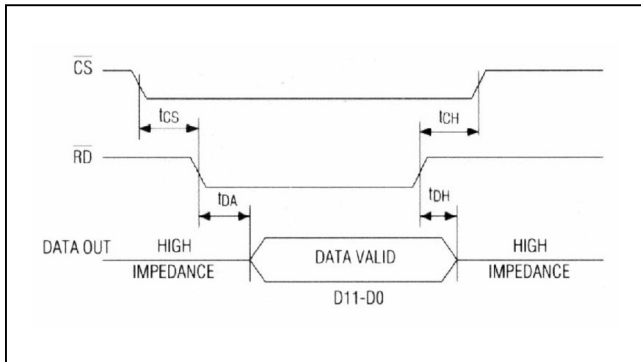 CS
tCS
tCH
RD
tDA
tDH
DATA OUT
HIGH
IMPEDANCE
DATA VALID
HIGH
IMPEDANCE
D11-D0